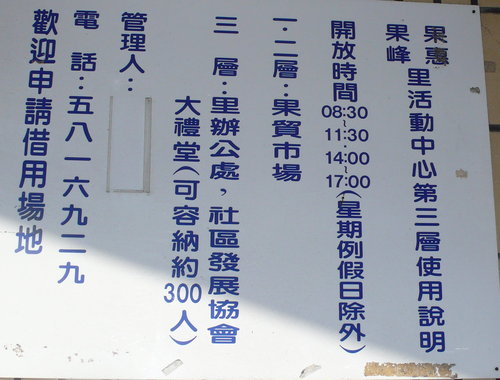 果惠
果峰
里活動中心第三層使用說明
開放時間08:30~11:30-14:00~17:00(星期例假日除外)
一.二層:果貿市場
三 層:里辦公處,社區發展協會
大禮堂(可容納約300人)
管理人:
電 話:五八一六九二九
歡迎申請借用場地